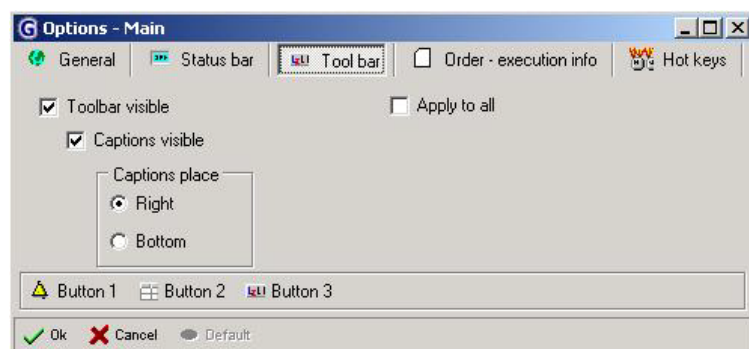 Options - Main
General Status bar Tool bar Order - execution info Hot keys
Toolbar visible Apply to all
Captions visible
Captions place
Right
Bottom
Button 1 Button 2 Button 3
Ok Cancel Default